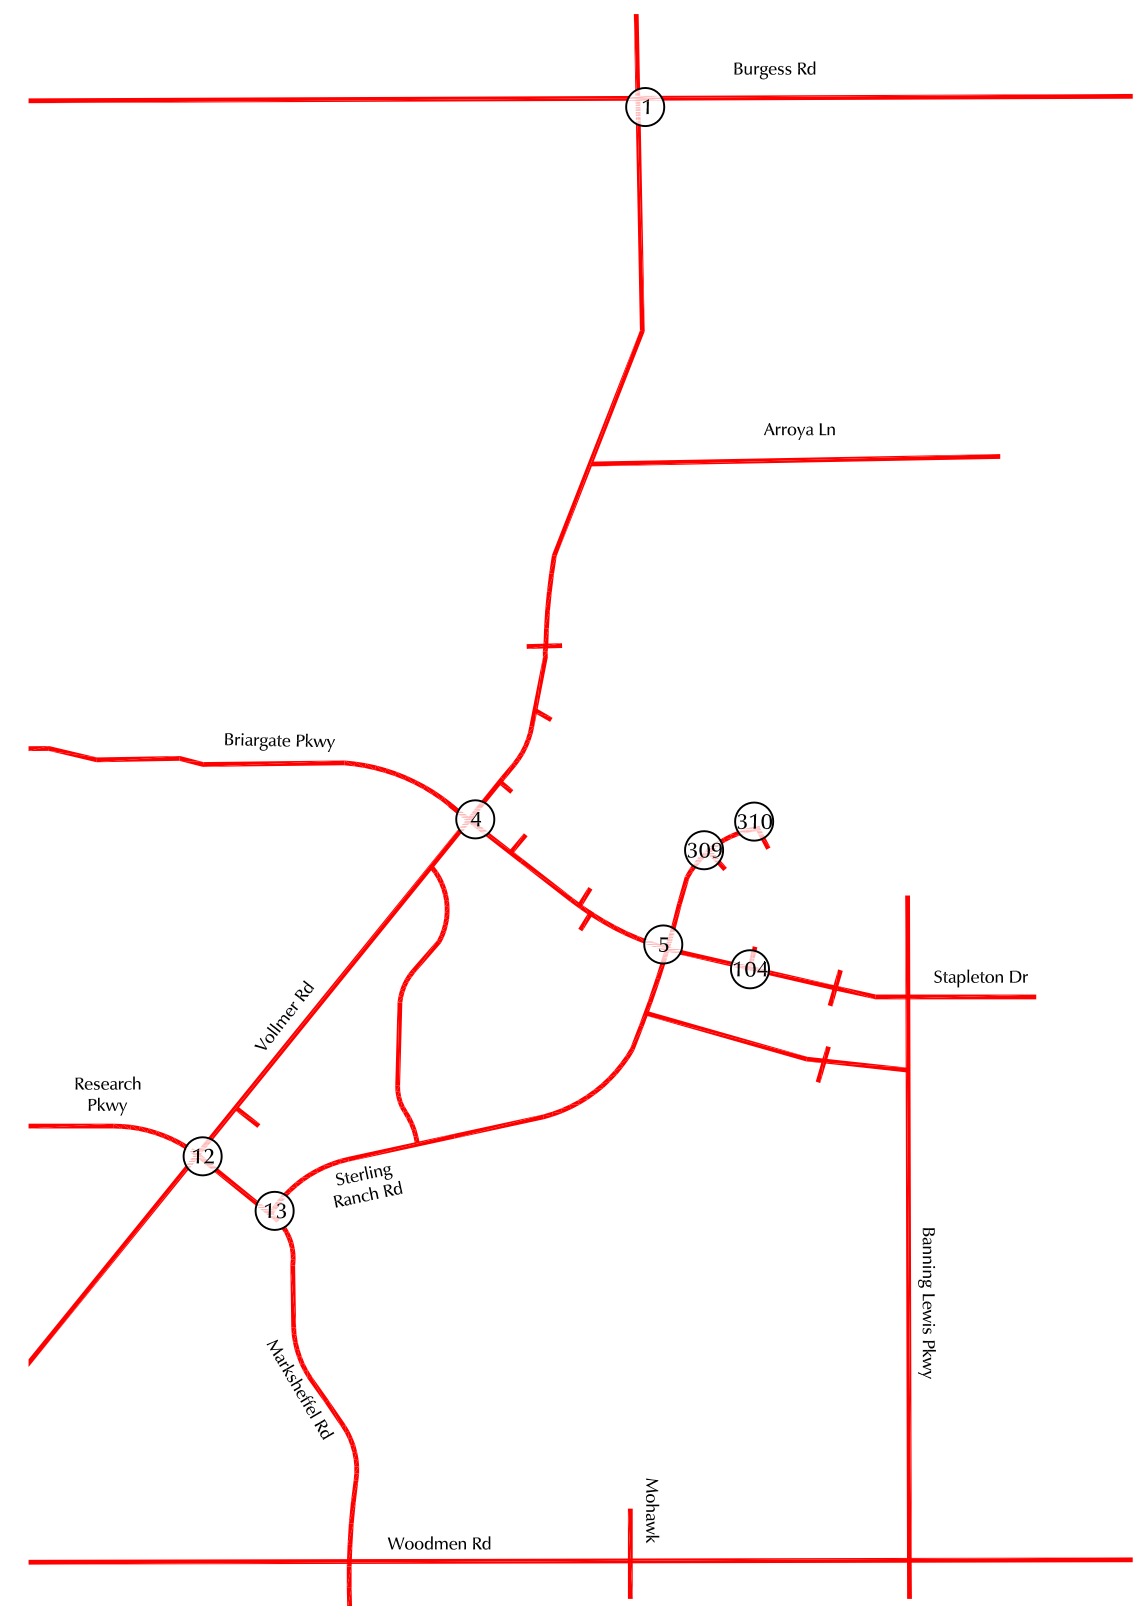 Burgess Rd
1
Arroya Ln
Briargate Pkwy
4
310
309
5
104
Stapleton Dr
Vollmer Rd
Research
Pkwy
12
Sterling
Ranch Rd
13
Banning Lewis Pkwy
Marksheffel Rd
Mohawk
Woodmen Rd